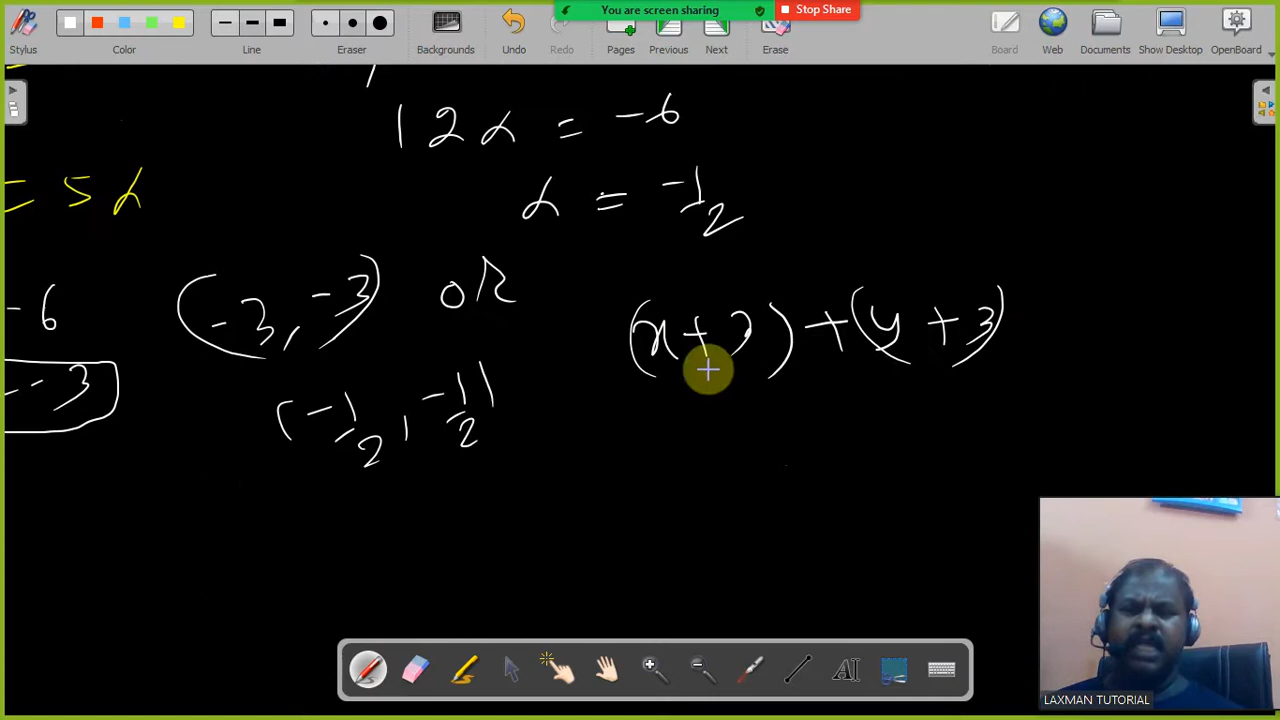 You are screen sharing
Stop Share
Stylus Color Line Eraser Backgrounds Undo Redo Pages Previous Next Erase Board Web Documents Show Desktop OpenBoard
12α = -6
= 5α
α = -1/2
-6
(-3, -3) OR
(x+3)+(y+3)
--3
(-1/2, -1/2)
LAXMAN TUTORIAL